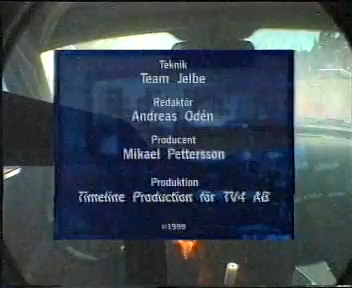 Teknik
Team Jelbe
Redaktör
Andreas Odén
Producent
Mikael Pettersson
Produktion
Timeline Production för TV4 AB
©1999